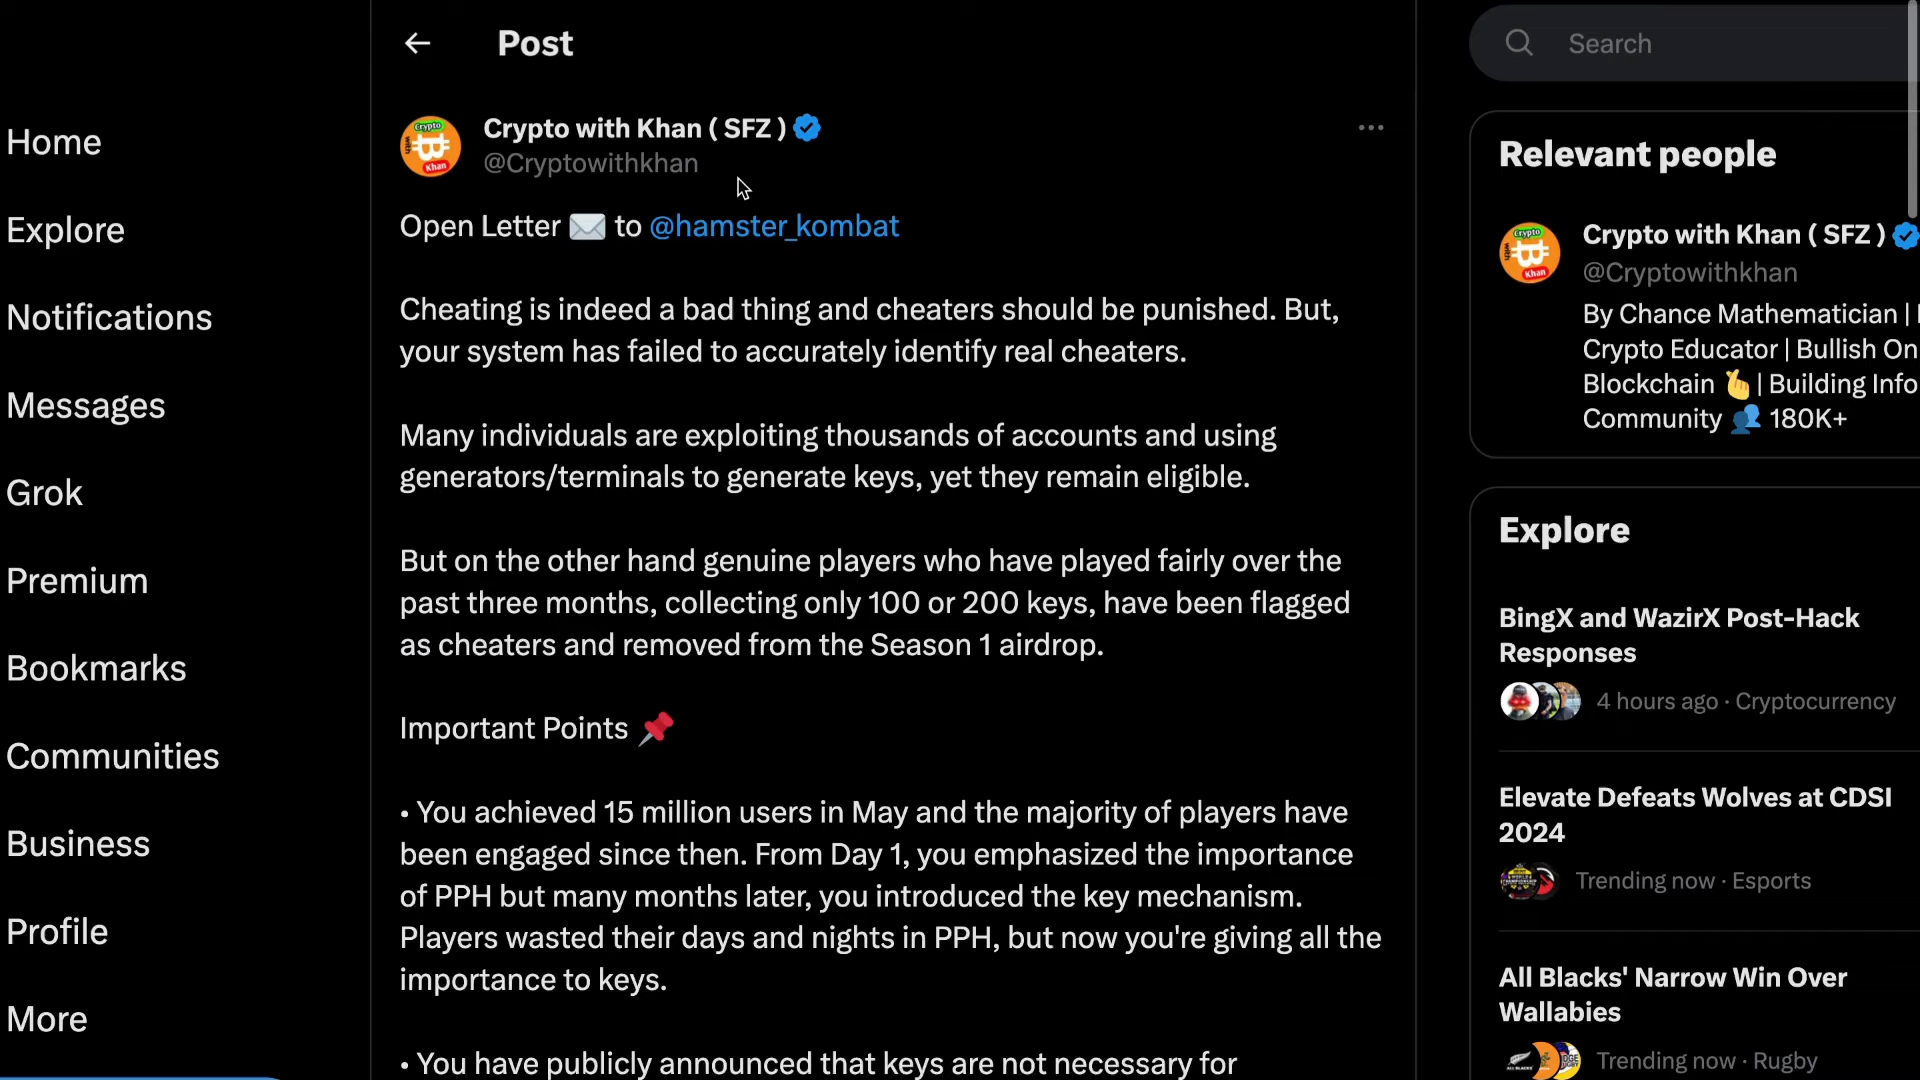 Post
Search
Home
Explore
Notifications
Messages
Grok
Premium
Bookmarks
Communities
Business
Profile
More
Crypto with Khan ( SFZ )
@Cryptowithkhan
Open Letter to @hamster_kombat
Cheating is indeed a bad thing and cheaters should be punished. But,
your system has failed to accurately identify real cheaters.
Many individuals are exploiting thousands of accounts and using
generators/terminals to generate keys, yet they remain eligible.
But on the other hand genuine players who have played fairly over the
past three months, collecting only 100 or 200 keys, have been flagged
as cheaters and removed from the Season 1 airdrop.
Important Points
• You achieved 15 million users in May and the majority of players have
been engaged since then. From Day 1, you emphasized the importance
of PPH but many months later, you introduced the key mechanism.
Players wasted their days and nights in PPH, but now you're giving all the
importance to keys.
• You have publicly announced that keys are not necessary for
Relevant people
Crypto with Khan ( SFZ )
@Cryptowithkhan
By Chance Mathematician |
Crypto Educator | Bullish On
Blockchain | Building Info
Community 180K+
Explore
BingX and WazirX Post-Hack
Responses
4 hours ago · Cryptocurrency
Elevate Defeats Wolves at CDSI
2024
Trending now · Esports
All Blacks' Narrow Win Over
Wallabies
Trending now · Rugby